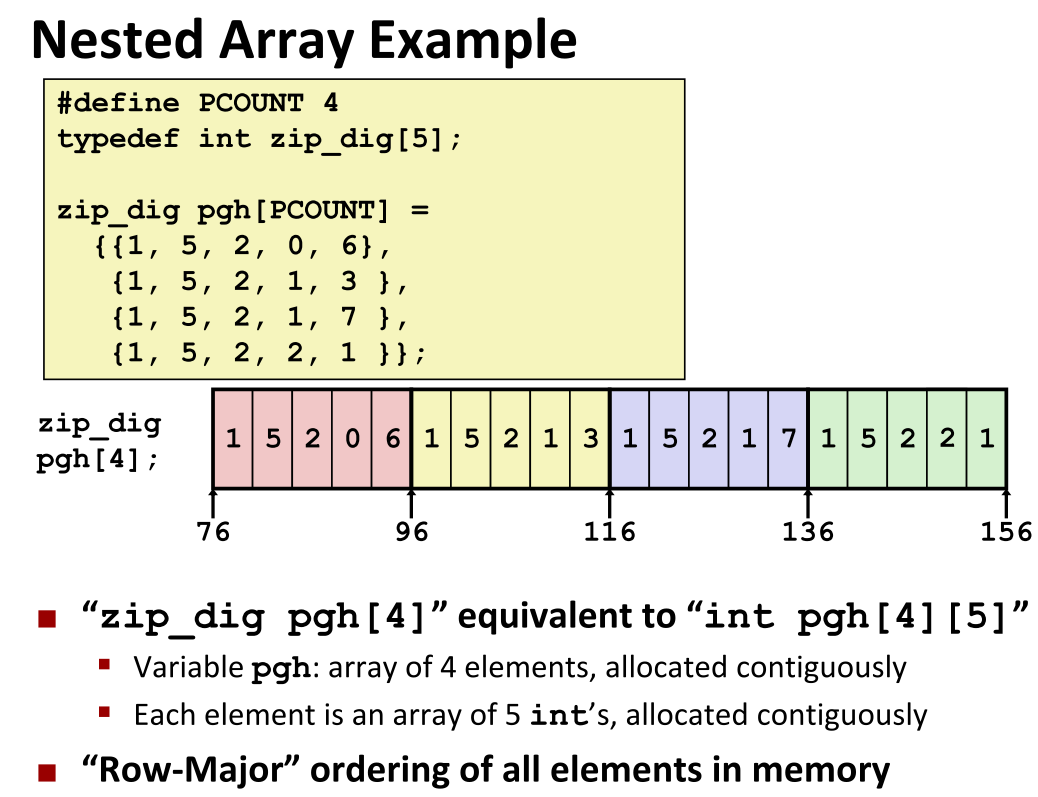 Nested Array Example
#define PCOUNT 4
typedef int zip_dig[5];
zip_dig pgh[PCOUNT] =
{{1, 5, 2, 0, 6},
{1, 5, 2, 1, 3 },
{1, 5, 2, 1, 7 },
{1, 5, 2, 2, 1 }};
zip_dig
pgh[4];
1 5 2 0 6 1 5 2 1 3 1 5 2 1 7 1 5 2 2 1
76 96 116 136 156
“zip_dig pgh[4]” equivalent to “int pgh[4][5]”
Variable pgh: array of 4 elements, allocated contiguously
Each element is an array of 5 int’s, allocated contiguously
“Row-Major” ordering of all elements in memory